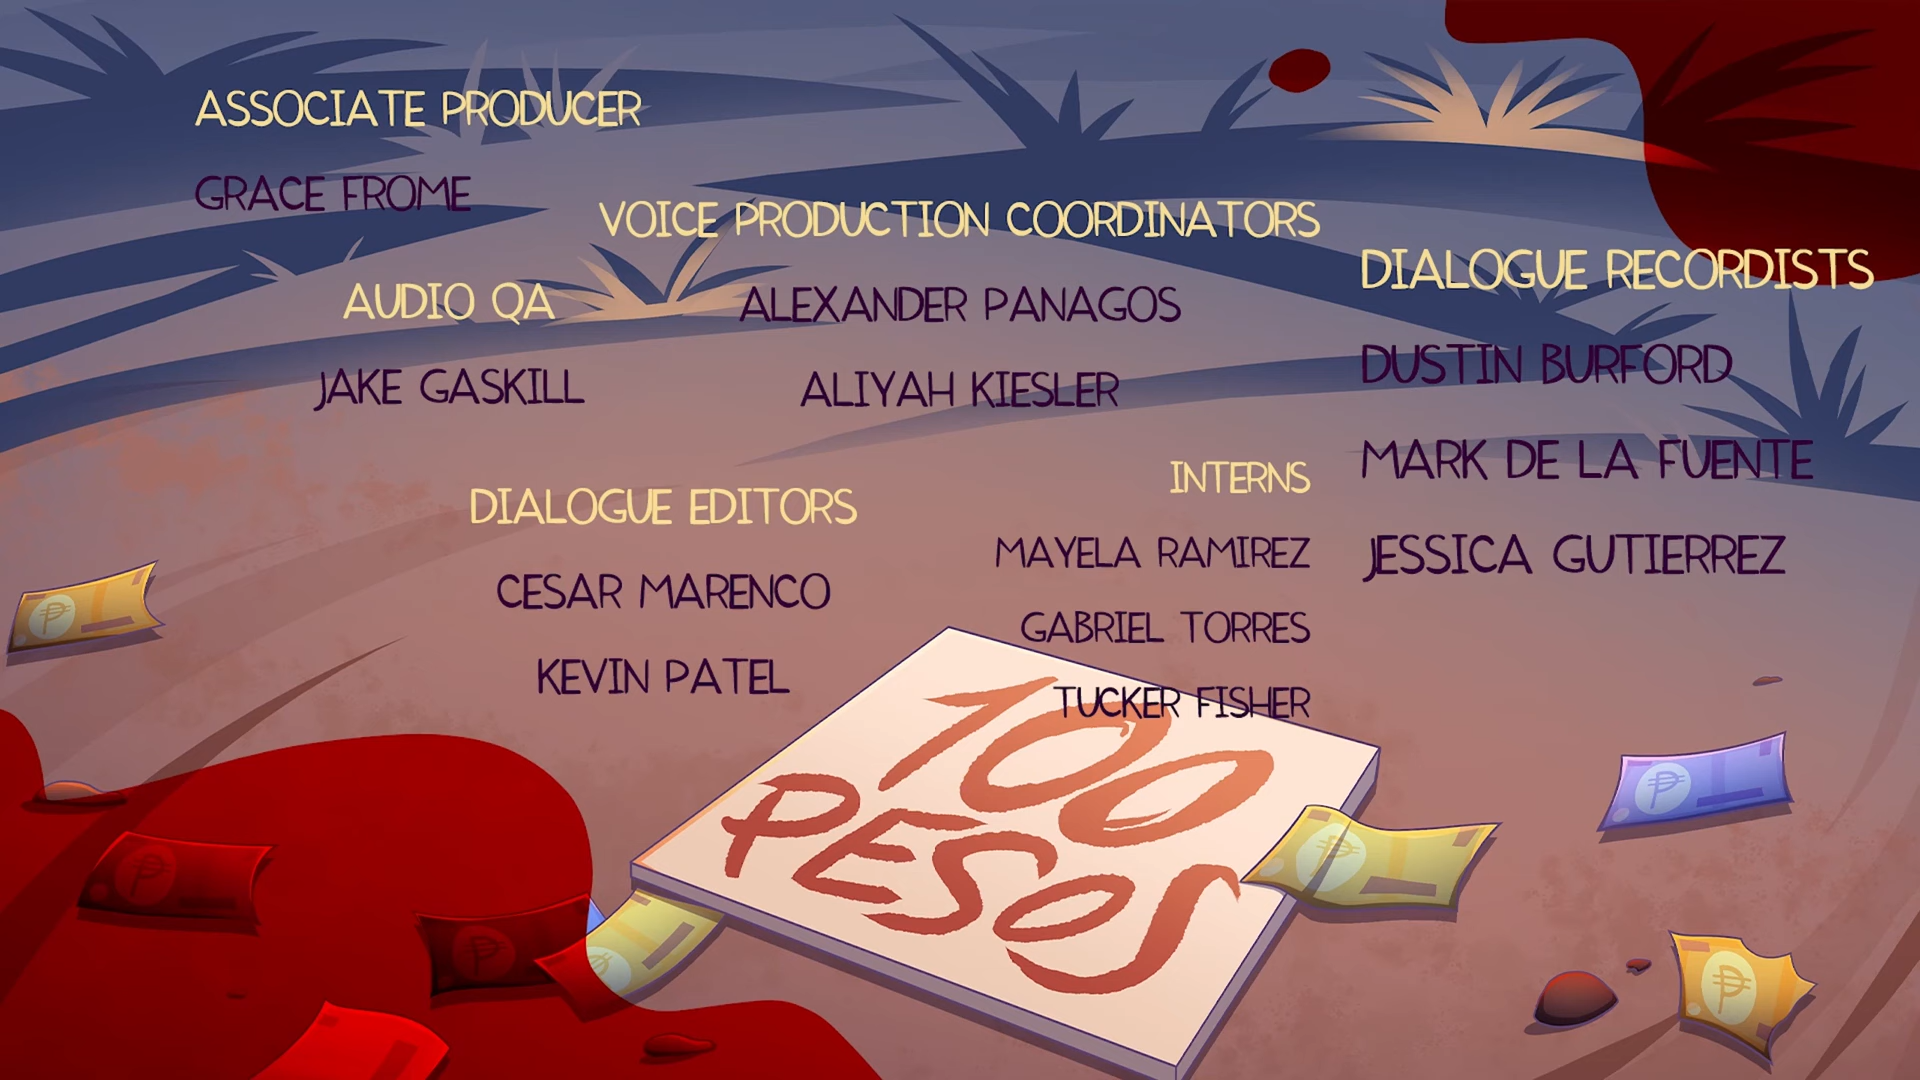 ASSOCIATE PRODUCER
GRACE FROME
AUDIO QA
JAKE GASKILL
VOICE PRODUCTION COORDINATORS
ALEXANDER PANAGOS
ALIYAH KIESLER
DIALOGUE RECORDISTS
DUSTIN BURFORD
MARK DE LA FUENTE
JESSICA GUTIERREZ
DIALOGUE EDITORS
CESAR MARENCO
KEVIN PATEL
INTERNS
MAYELA RAMIREZ
GABRIEL TORRES
TUCKER FISHER
100
PESOS